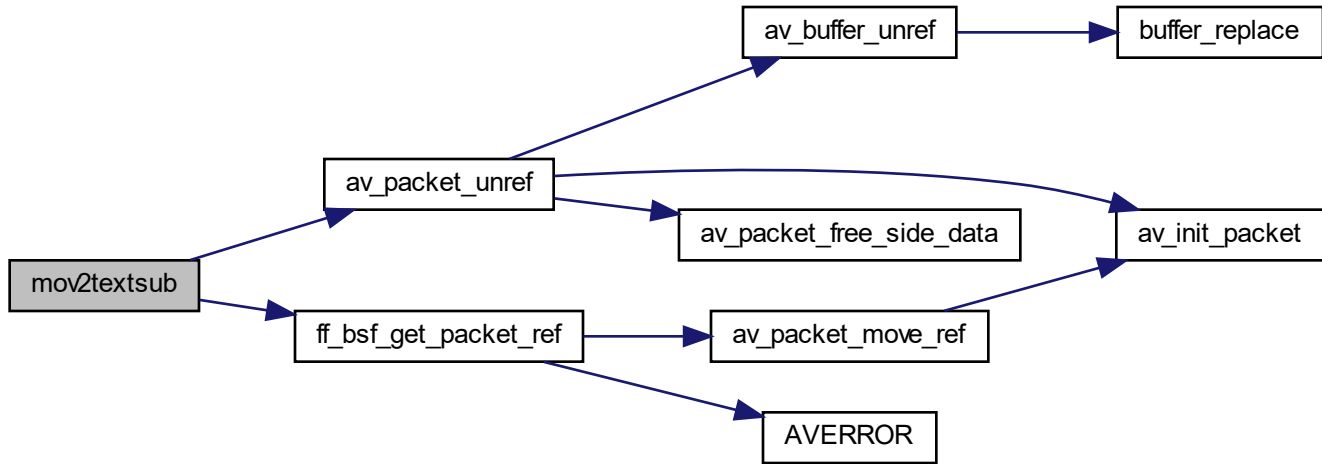 av_buffer_unref
buffer_replace
av_packet_unref
av_packet_free_side_data
av_init_packet
mov2textsub
ff_bsf_get_packet_ref
av_packet_move_ref
AVERROR